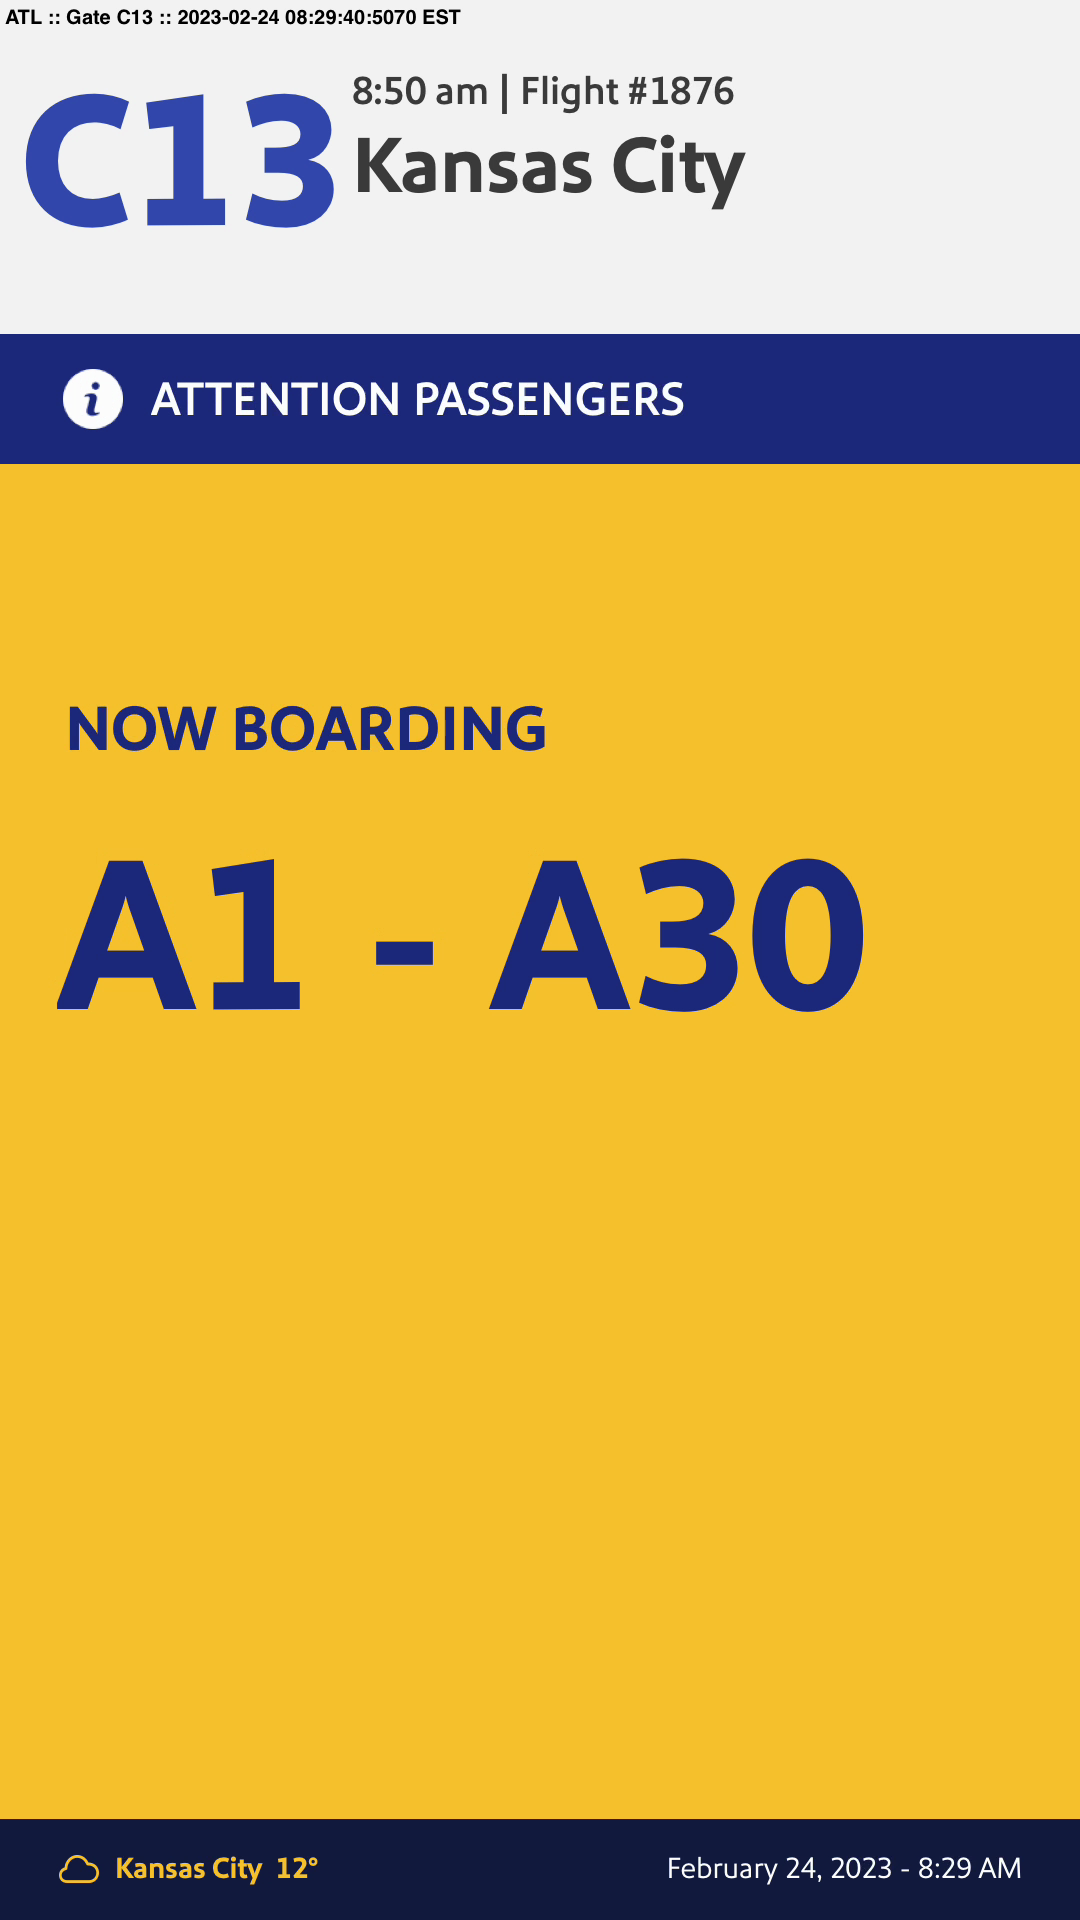 ATL :: Gate C13 :: 2023-02-24 08:29:40:5070 EST
C13
8:50 am | Flight #1876
Kansas City
i ATTENTION PASSENGERS
NOW BOARDING
A1 - A30
Kansas City 12°
February 24, 2023 - 8:29 AM